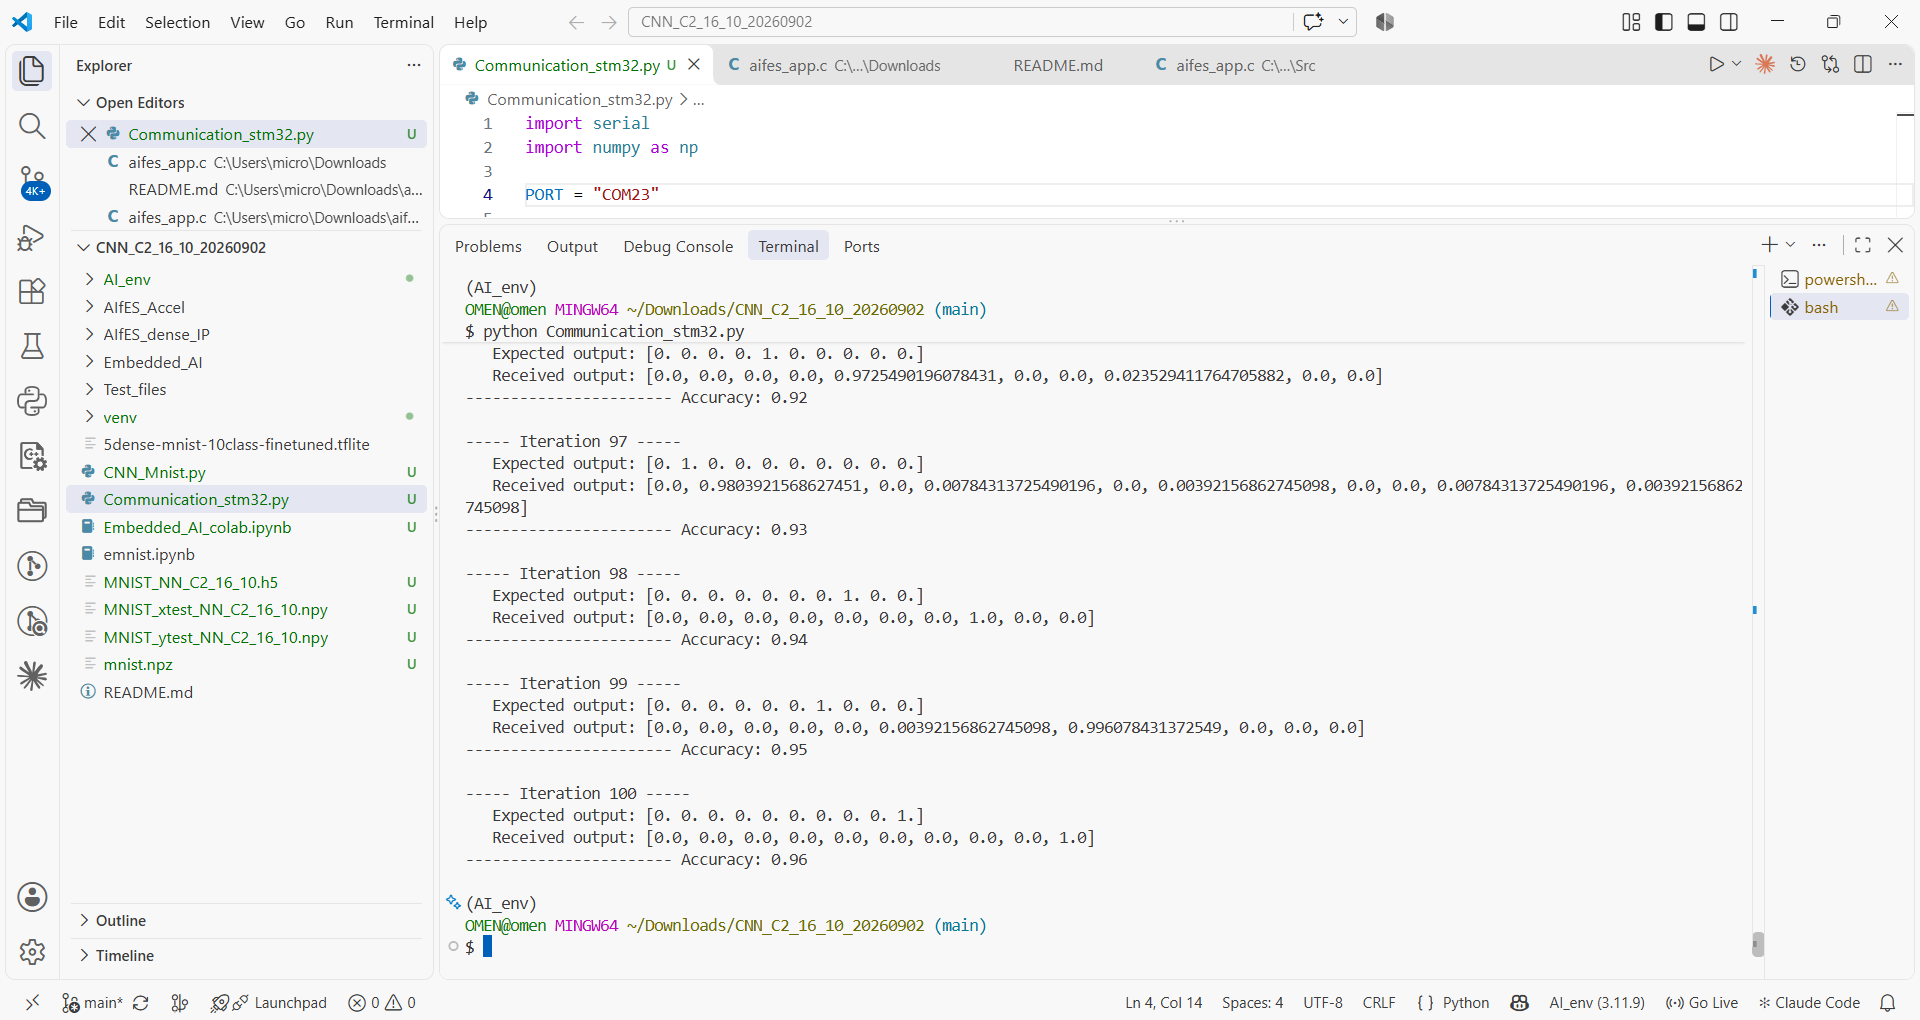 File Edit Selection View Go Run Terminal Help
CNN_C2_16_10_20260902
Explorer
Open Editors
Communication_stm32.py U
aifes_app.c C:\Users\micro\Downloads
README.md C:\Users\micro\Downloads\a...
aifes_app.c C:\Users\micro\Downloads\aif...
CNN_C2_16_10_20260902
AI_env
AIfES_Accel
AIfES_dense_IP
Embedded_AI
Test_files
venv
5dense-mnist-10class-finetuned.tflite
CNN_Mnist.py U
Communication_stm32.py U
Embedded_AI_colab.ipynb U
emnist.ipynb
MNIST_NN_C2_16_10.h5 U
MNIST_xtest_NN_C2_16_10.npy U
MNIST_ytest_NN_C2_16_10.npy U
mnist.npz U
README.md
Outline
Timeline
4K+
Communication_stm32.py U
aifes_app.c C:\...\Downloads
README.md
aifes_app.c C:\...\Src
Communication_stm32.py > ...
1 import serial
2 import numpy as np
3
4 PORT = "COM23"
Problems Output Debug Console Terminal Ports
powersh...
bash
(AI_env)
OMEN@omen MINGW64 ~/Downloads/CNN_C2_16_10_20260902 (main)
$ python Communication_stm32.py
Expected output: [0. 0. 0. 0. 1. 0. 0. 0. 0. 0.]
Received output: [0.0, 0.0, 0.0, 0.0, 0.9725490196078431, 0.0, 0.0, 0.023529411764705882, 0.0, 0.0]
----------------------- Accuracy: 0.92
----- Iteration 97 -----
Expected output: [0. 1. 0. 0. 0. 0. 0. 0. 0. 0.]
Received output: [0.0, 0.9803921568627451, 0.0, 0.00784313725490196, 0.0, 0.00392156862745098, 0.0, 0.0, 0.00784313725490196, 0.00392156862
745098]
----------------------- Accuracy: 0.93
----- Iteration 98 -----
Expected output: [0. 0. 0. 0. 0. 0. 0. 1. 0. 0.]
Received output: [0.0, 0.0, 0.0, 0.0, 0.0, 0.0, 0.0, 1.0, 0.0, 0.0]
----------------------- Accuracy: 0.94
----- Iteration 99 -----
Expected output: [0. 0. 0. 0. 0. 0. 1. 0. 0. 0.]
Received output: [0.0, 0.0, 0.0, 0.0, 0.0, 0.00392156862745098, 0.996078431372549, 0.0, 0.0, 0.0]
----------------------- Accuracy: 0.95
----- Iteration 100 -----
Expected output: [0. 0. 0. 0. 0. 0. 0. 0. 0. 1.]
Received output: [0.0, 0.0, 0.0, 0.0, 0.0, 0.0, 0.0, 0.0, 0.0, 1.0]
----------------------- Accuracy: 0.96
(AI_env)
OMEN@omen MINGW64 ~/Downloads/CNN_C2_16_10_20260902 (main)
$
main* Launchpad 0 0 Ln 4, Col 14 Spaces: 4 UTF-8 CRLF { } Python AI_env (3.11.9) Go Live Claude Code